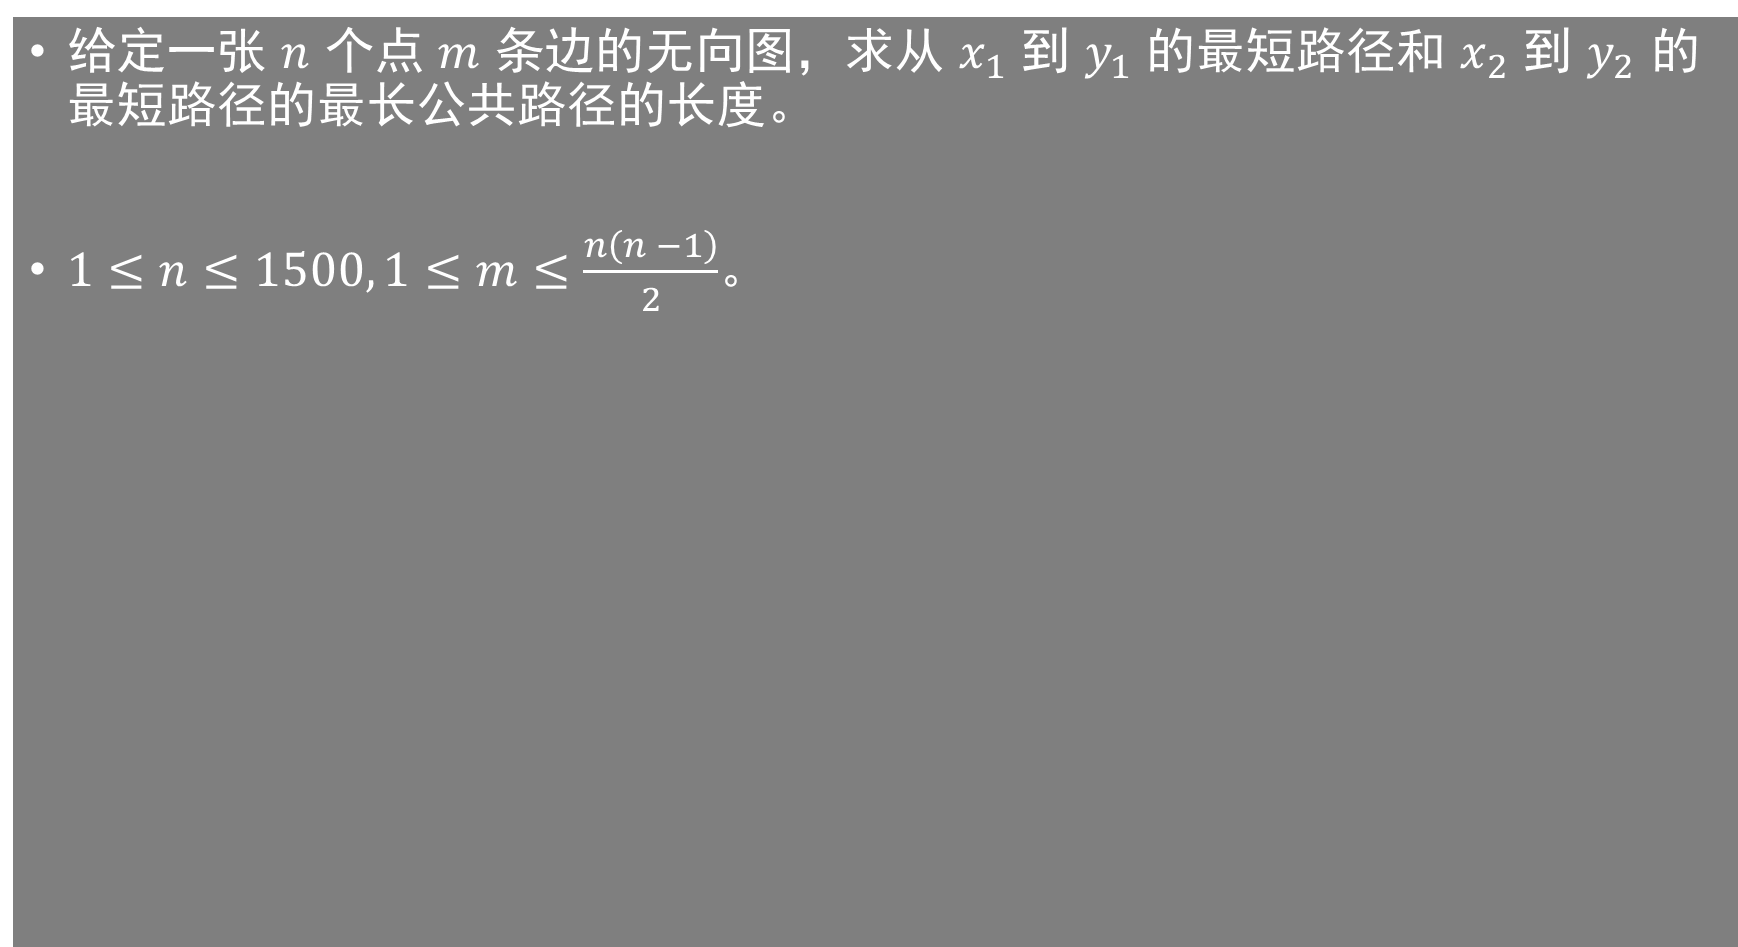 • 给定一张 n 个点 m 条边的无向图，求从 x₁ 到 y₁ 的最短路径和 x₂ 到 y₂ 的
最短路径的最长公共路径的长度。
• 1 ≤ n ≤ 1500, 1 ≤ m ≤ n(n −1)/2。